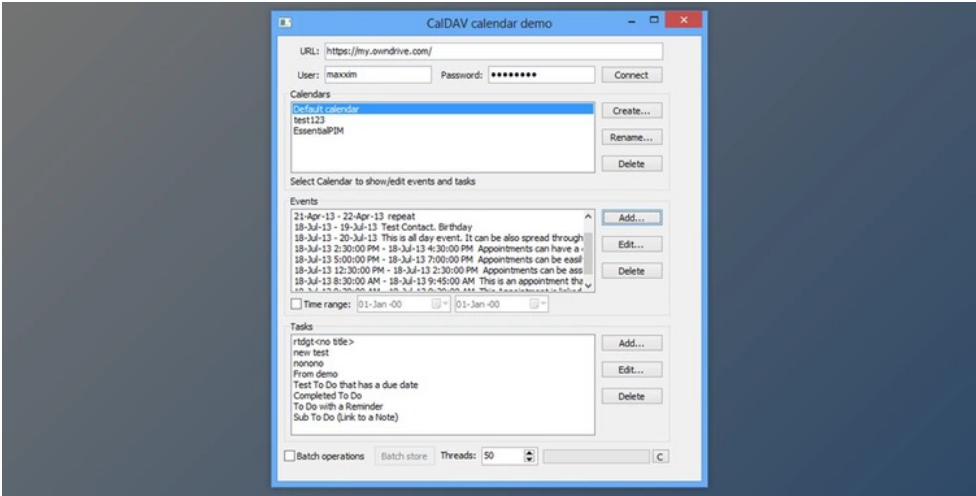 CalDAV calendar demo
URL: https://my.owndrive.com/
User: maxxim Password: ●●●●●●●● Connect
Calendars
Default calendar
test123
EssentialPIM
Create...
Rename...
Delete
Select Calendar to show/edit events and tasks
Events
21-Apr-13 - 22-Apr-13 repeat
18-Jul-13 - 19-Jul-13 Test Contact. Birthday
18-Jul-13 - 20-Jul-13 This is all day event. It can be also spread through
18-Jul-13 2:30:00 PM - 18-Jul-13 4:30:00 PM Appointments can have a
18-Jul-13 5:00:00 PM - 18-Jul-13 7:00:00 PM Appointments can be easil
18-Jul-13 12:30:00 PM - 18-Jul-13 2:30:00 PM Appointments can be ass
18-Jul-13 8:30:00 AM - 18-Jul-13 9:45:00 AM This is an appointment tha
Add...
Edit...
Delete
Time range: 01-Jan -00 01-Jan -00
Tasks
rtdgt<no title>
new test
nonono
From demo
Test To Do that has a due date
Completed To Do
To Do with a Reminder
Sub To Do (Link to a Note)
Add...
Edit...
Delete
Batch operations Batch store Threads: 50 C